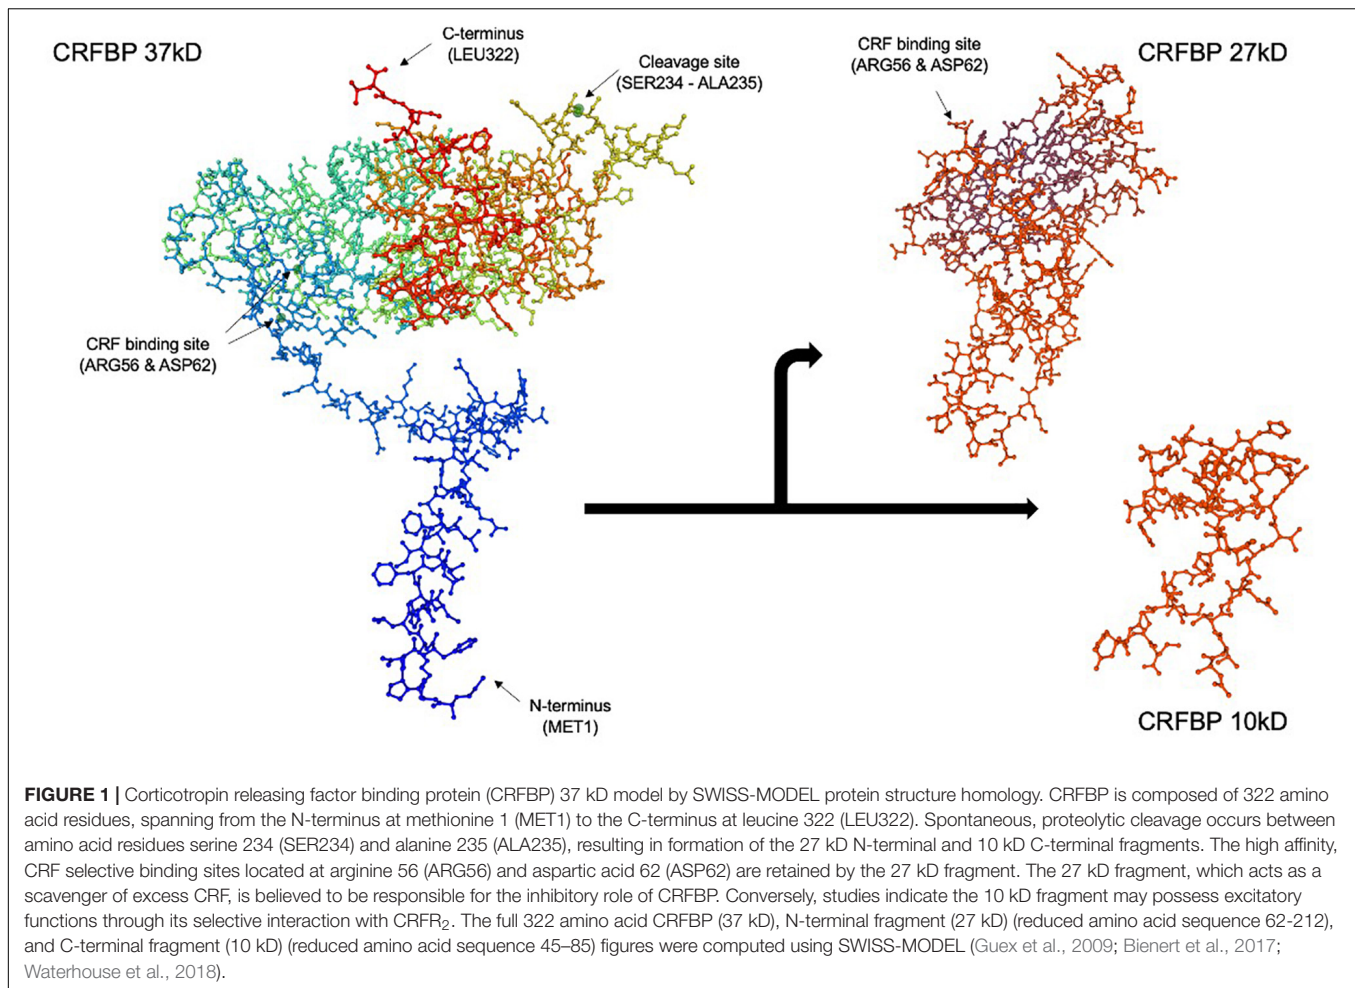 CRFBP 37kD
C-terminus
(LEU322)
Cleavage site
(SER234 - ALA235)
CRF binding site
(ARG56 & ASP62)
N-terminus
(MET1)
CRF binding site
(ARG56 & ASP62)
CRFBP 27kD
CRFBP 10kD
FIGURE 1 | Corticotropin releasing factor binding protein (CRFBP) 37 kD model by SWISS-MODEL protein structure homology. CRFBP is composed of 322 amino
acid residues, spanning from the N-terminus at methionine 1 (MET1) to the C-terminus at leucine 322 (LEU322). Spontaneous, proteolytic cleavage occurs between
amino acid residues serine 234 (SER234) and alanine 235 (ALA235), resulting in formation of the 27 kD N-terminal and 10 kD C-terminal fragments. The high affinity,
CRF selective binding sites located at arginine 56 (ARG56) and aspartic acid 62 (ASP62) are retained by the 27 kD fragment. The 27 kD fragment, which acts as a
scavenger of excess CRF, is believed to be responsible for the inhibitory role of CRFBP. Conversely, studies indicate the 10 kD fragment may possess excitatory
functions through its selective interaction with CRFR₂. The full 322 amino acid CRFBP (37 kD), N-terminal fragment (27 kD) (reduced amino acid sequence 62-212),
and C-terminal fragment (10 kD) (reduced amino acid sequence 45–85) figures were computed using SWISS-MODEL (Guex et al., 2009; Bienert et al., 2017;
Waterhouse et al., 2018).